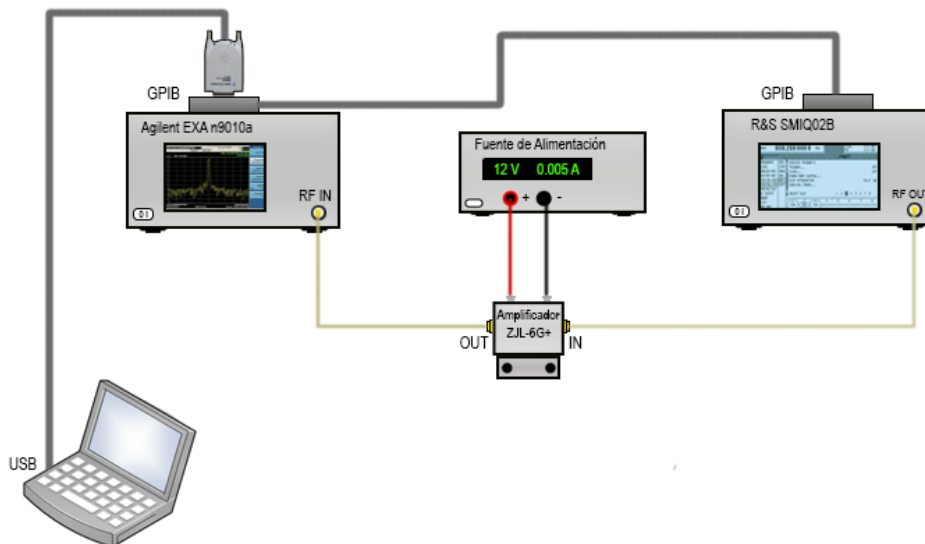 GPIB
Agilent EXA n9010a
RF IN
Fuente de Alimentación
12 V 0.005 A
+ -
GPIB
R&S SMIQ02B
RF OUT
Amplificador
ZJL-6G+
OUT
IN
USB